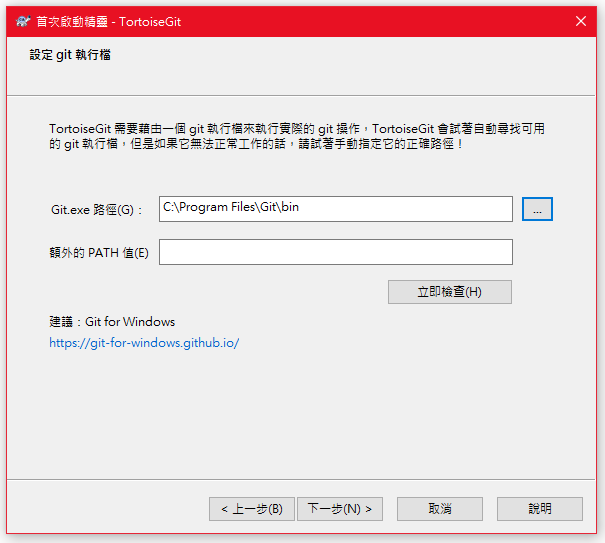 首次啟動精靈 - TortoiseGit
設定 git 執行檔
TortoiseGit 需要藉由一個 git 執行檔來執行實際的 git 操作，TortoiseGit 會試著自動尋找可用
的 git 執行檔，但是如果它無法正常工作的話，請試著手動指定它的正確路徑！
Git.exe 路徑(G)： C:\Program Files\Git\bin ...
額外的 PATH 值(E)
立即檢查(H)
建議：Git for Windows
https://git-for-windows.github.io/
< 上一步(B) 下一步(N) > 取消 說明